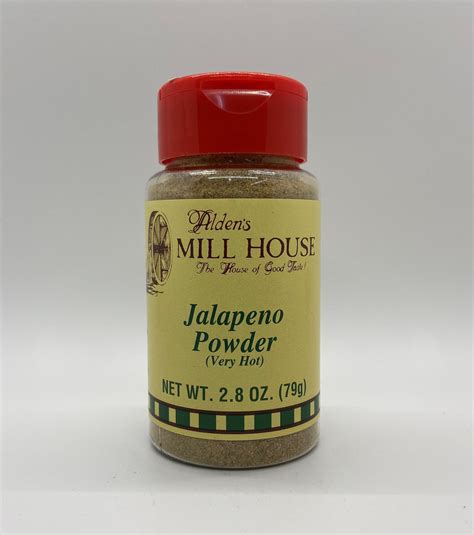 Alden's
MILL HOUSE
The House of Good Taste!
Jalapeno
Powder
(Very Hot)
NET WT. 2.8 OZ. (79g)